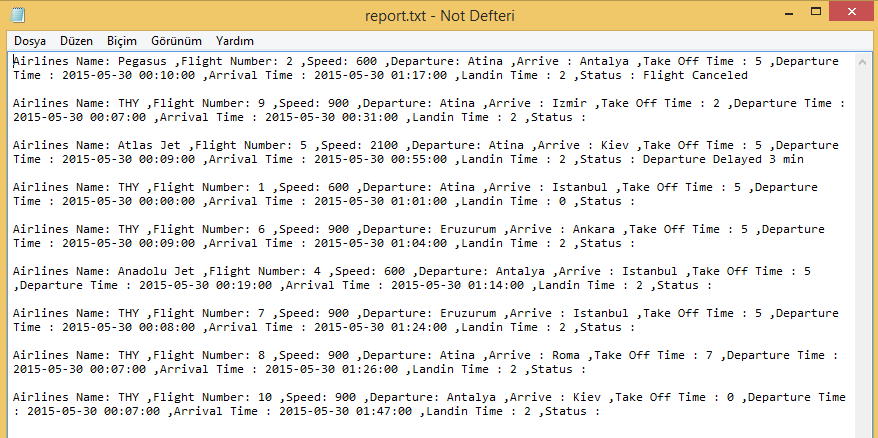 report.txt - Not Defteri
Dosya Düzen Biçim Görünüm Yardım
Airlines Name: Pegasus ,Flight Number: 2 ,Speed: 600 ,Departure: Atina ,Arrive : Antalya ,Take Off Time : 5 ,Departure
Time : 2015-05-30 00:10:00 ,Arrival Time : 2015-05-30 01:17:00 ,Landin Time : 2 ,Status : Flight Canceled
Airlines Name: THY ,Flight Number: 9 ,Speed: 900 ,Departure: Atina ,Arrive : Izmir ,Take Off Time : 2 ,Departure Time :
2015-05-30 00:07:00 ,Arrival Time : 2015-05-30 00:31:00 ,Landin Time : 2 ,Status :
Airlines Name: Atlas Jet ,Flight Number: 5 ,Speed: 2100 ,Departure: Atina ,Arrive : Kiev ,Take Off Time : 5 ,Departure
Time : 2015-05-30 00:09:00 ,Arrival Time : 2015-05-30 00:55:00 ,Landin Time : 2 ,Status : Departure Delayed 3 min
Airlines Name: THY ,Flight Number: 1 ,Speed: 600 ,Departure: Atina ,Arrive : Istanbul ,Take Off Time : 5 ,Departure
Time : 2015-05-30 00:00:00 ,Arrival Time : 2015-05-30 01:01:00 ,Landin Time : 0 ,Status :
Airlines Name: THY ,Flight Number: 6 ,Speed: 900 ,Departure: Eruzurum ,Arrive : Ankara ,Take Off Time : 5 ,Departure
Time : 2015-05-30 00:09:00 ,Arrival Time : 2015-05-30 01:04:00 ,Landin Time : 2 ,Status :
Airlines Name: Anadolu Jet ,Flight Number: 4 ,Speed: 600 ,Departure: Antalya ,Arrive : Istanbul ,Take Off Time : 5
,Departure Time : 2015-05-30 00:19:00 ,Arrival Time : 2015-05-30 01:14:00 ,Landin Time : 2 ,Status :
Airlines Name: THY ,Flight Number: 7 ,Speed: 900 ,Departure: Eruzurum ,Arrive : Istanbul ,Take Off Time : 5 ,Departure
Time : 2015-05-30 00:08:00 ,Arrival Time : 2015-05-30 01:24:00 ,Landin Time : 2 ,Status :
Airlines Name: THY ,Flight Number: 8 ,Speed: 900 ,Departure: Atina ,Arrive : Roma ,Take Off Time : 7 ,Departure Time :
2015-05-30 00:07:00 ,Arrival Time : 2015-05-30 01:26:00 ,Landin Time : 2 ,Status :
Airlines Name: THY ,Flight Number: 10 ,Speed: 900 ,Departure: Antalya ,Arrive : Kiev ,Take Off Time : 0 ,Departure Time
: 2015-05-30 00:07:00 ,Arrival Time : 2015-05-30 01:47:00 ,Landin Time : 2 ,Status :